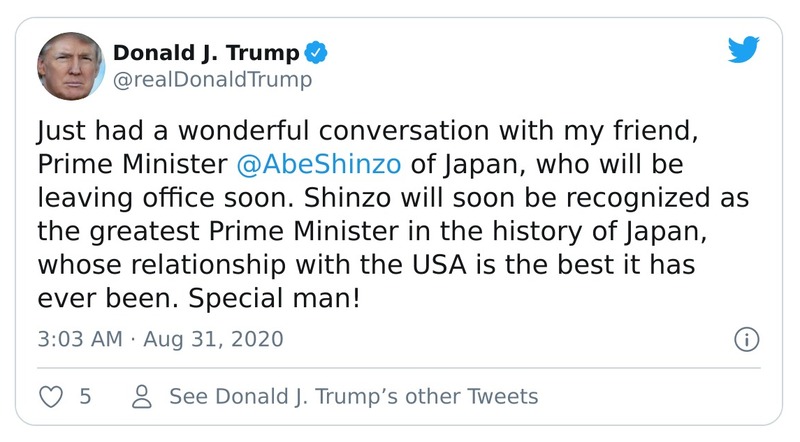 Donald J. Trump
@realDonaldTrump
Just had a wonderful conversation with my friend,
Prime Minister @AbeShinzo of Japan, who will be
leaving office soon. Shinzo will soon be recognized as
the greatest Prime Minister in the history of Japan,
whose relationship with the USA is the best it has
ever been. Special man!
3:03 AM · Aug 31, 2020
5 See Donald J. Trump’s other Tweets